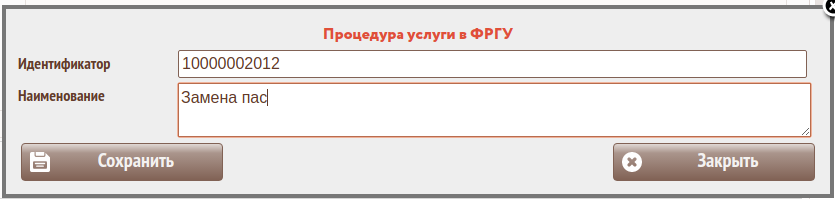 Процедура услуги в ФРГУ
Идентификатор 10000002012
Наименование Замена пас
Сохранить Закрыть